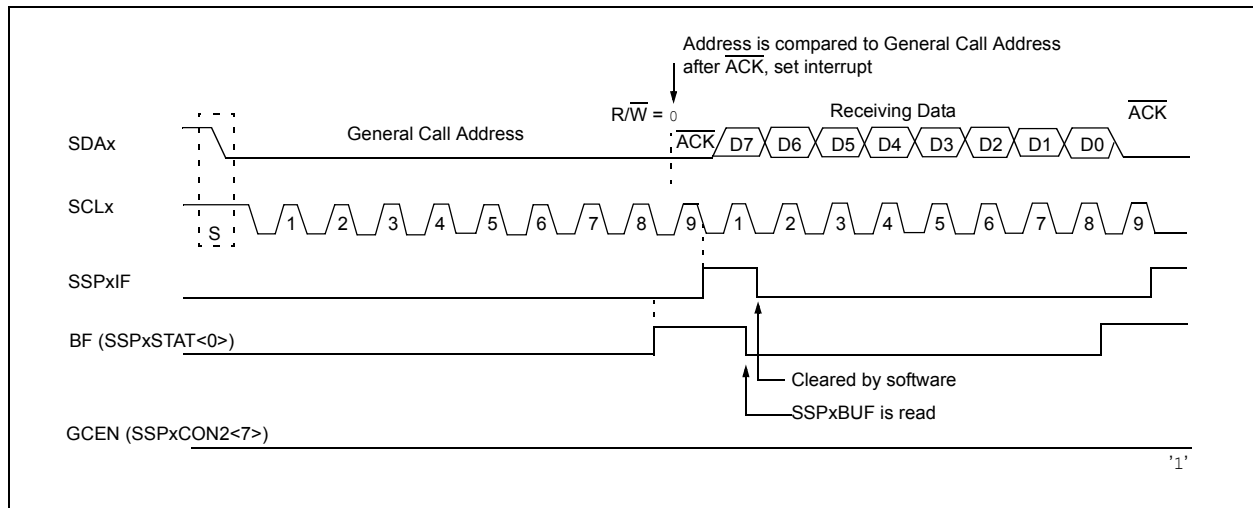 Address is compared to General Call Address
after ACK, set interrupt
R/W = 0
General Call Address
Receiving Data
ACK
SDAx
ACK
D7 D6 D5 D4 D3 D2 D1 D0
SCLx
S
1 2 3 4 5 6 7 8 9 1 2 3 4 5 6 7 8 9
SSPxIF
BF (SSPxSTAT<0>)
Cleared by software
SSPxBUF is read
GCEN (SSPxCON2<7>)
'1'